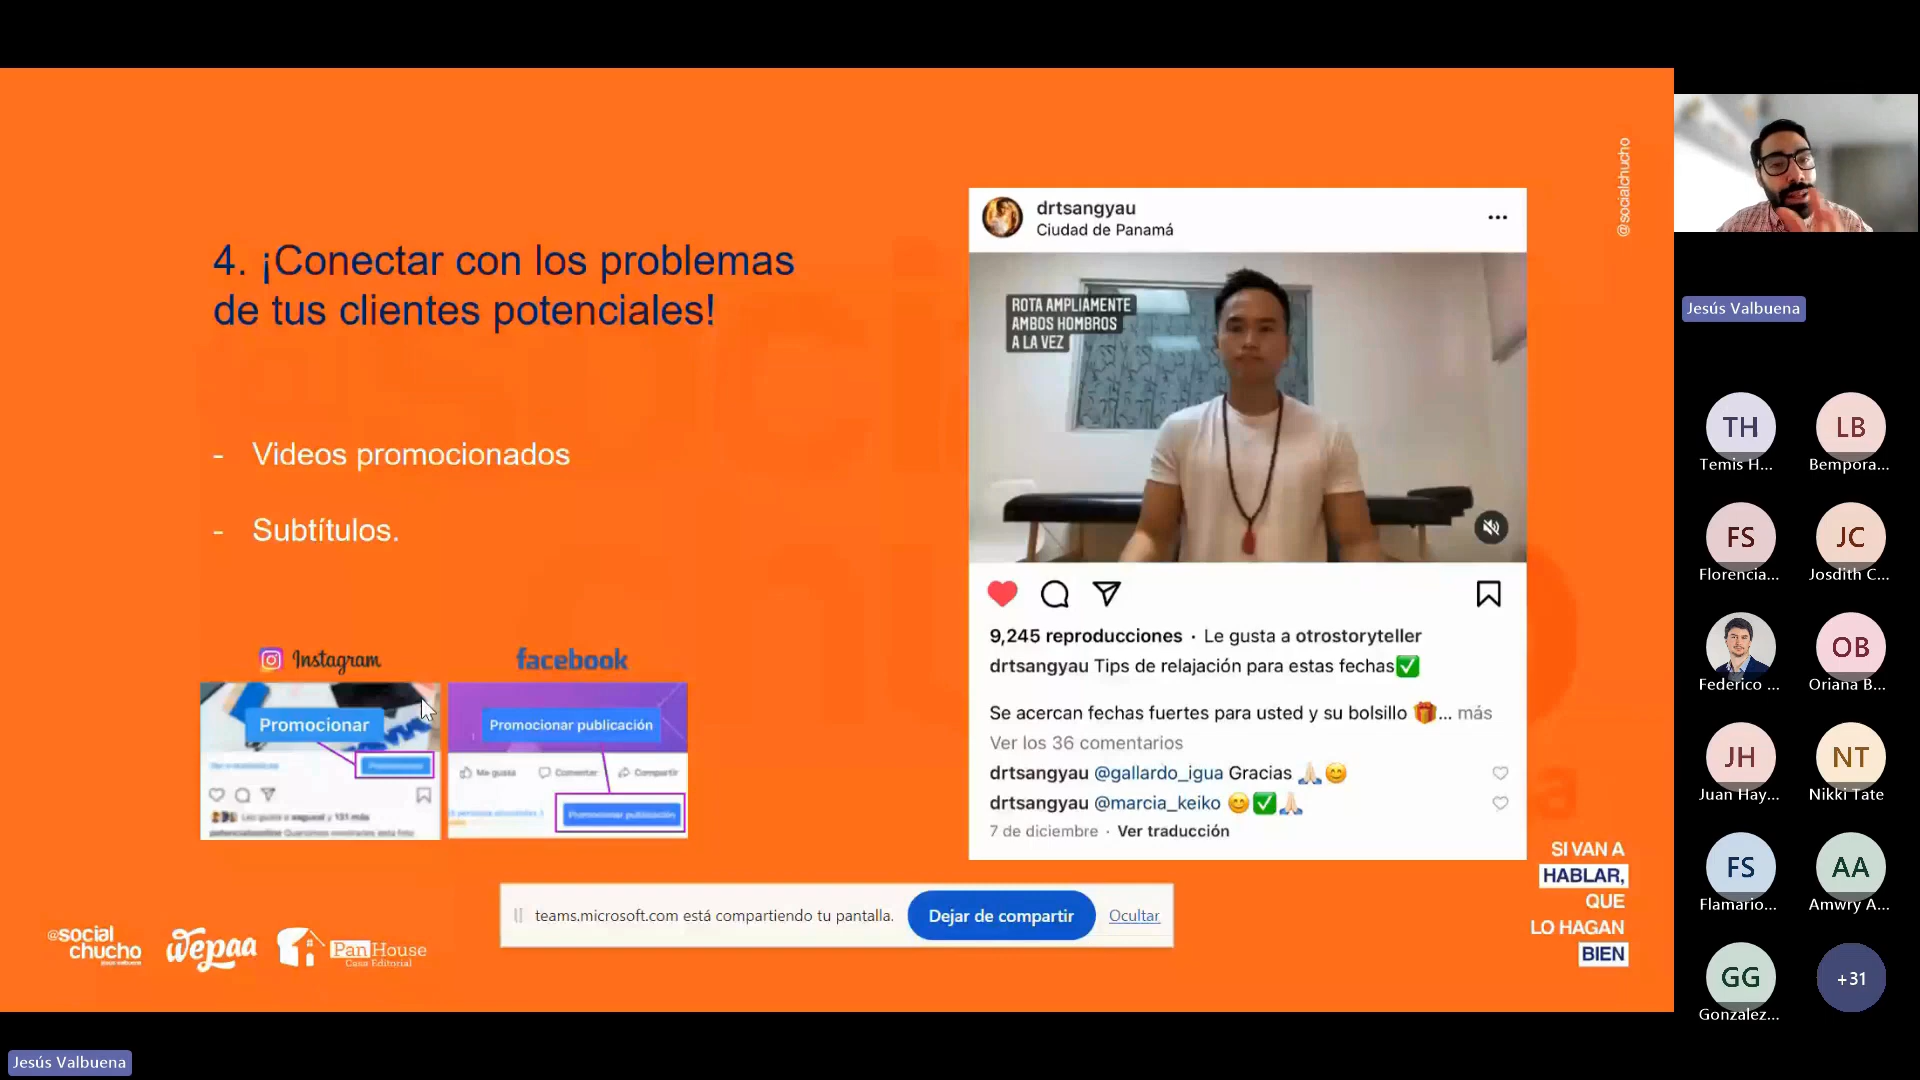 @socialchucho
4. ¡Conectar con los problemas
de tus clientes potenciales!
- Videos promocionados
- Subtítulos.
Instagram
facebook
Promocionar
Promocionar publicación
Me gusta
Comentar
Compartir
Promocionar publicación
drtsangyau
Ciudad de Panamá
ROTA AMPLIAMENTE
AMBOS HOMBROS
A LA VEZ
9,245 reproducciones · Le gusta a otrostoryteller
drtsangyau Tips de relajación para estas fechas✅
Se acercan fechas fuertes para usted y su bolsillo 🎁... más
Ver los 36 comentarios
drtsangyau @gallardo_igua Gracias 🙏🏻😊
drtsangyau @marcia_keiko 😊✅🙏🏻
7 de diciembre · Ver traducción
SI VAN A
HABLAR,
QUE
LO HAGAN
BIEN
teams.microsoft.com está compartiendo tu pantalla.
Dejar de compartir
Ocultar
@social
chucho
wepaa
PanHouse
Casa Editorial
Jesús Valbuena
TH
Temis H...
LB
Bempora...
FS
Florencia...
JC
Josdith C...
Federico ...
OB
Oriana B...
JH
Juan Hay...
NT
Nikki Tate
FS
Flamario...
AA
Amwry A...
GG
Gonzalez...
+31
Jesús Valbuena